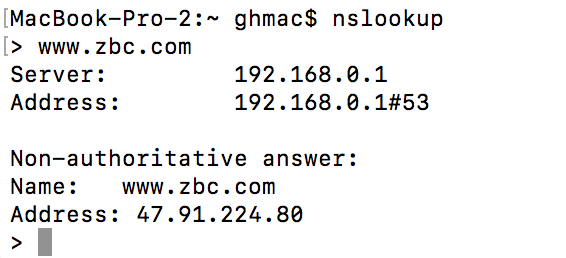 [MacBook-Pro-2:~ ghmac$ nslookup
[> www.zbc.com
Server:		192.168.0.1
Address:	192.168.0.1#53

Non-authoritative answer:
Name:	www.zbc.com
Address: 47.91.224.80
>